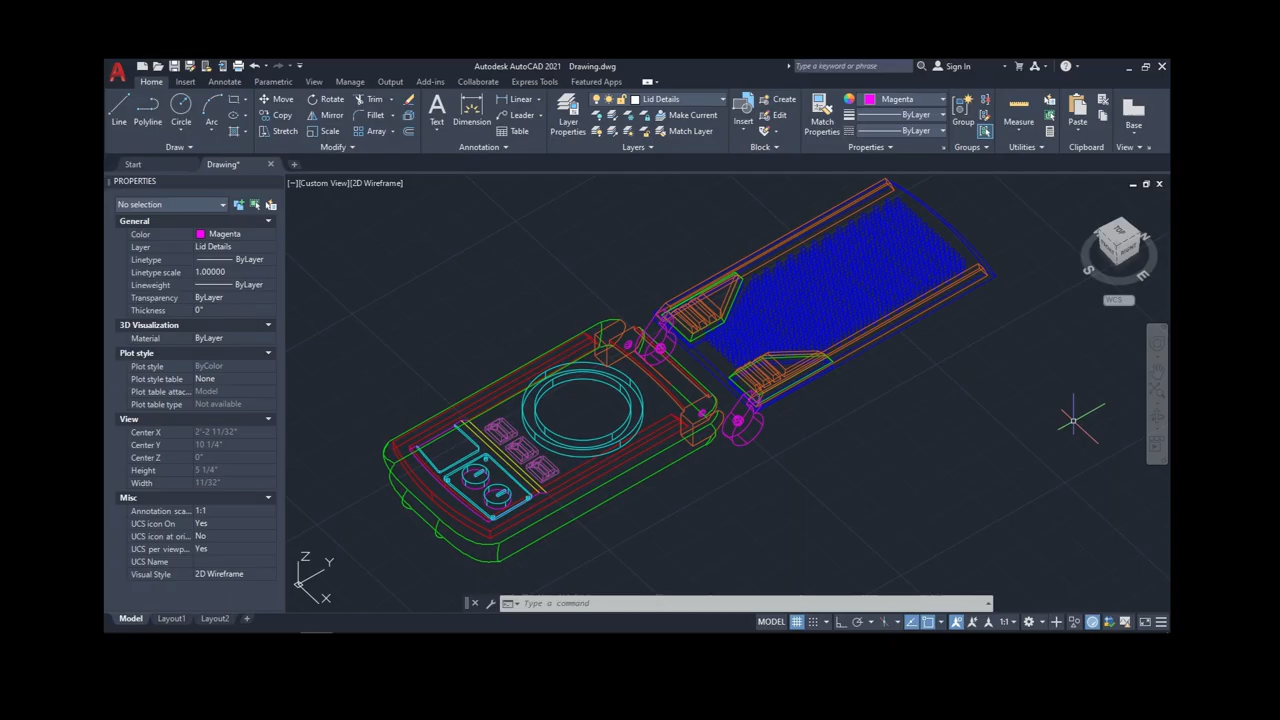 Autodesk AutoCAD 2021 Drawing.dwg
Type a keyword or phrase
Sign In
Home Insert Annotate Parametric View Manage Output Add-ins Collaborate Express Tools Featured Apps
Line Polyline Circle Arc
Move Rotate Trim
Copy Mirror Fillet
Stretch Scale Array
Text Dimension
Linear
Leader
Table
Layer
Properties
Lid Details
Make Current
Match Layer
Insert
Create
Edit
Match
Properties
Magenta
ByLayer
ByLayer
Group
Measure
Paste
Base
Draw Modify Annotation Layers Block Properties Groups Utilities Clipboard View
Start Drawing*
PROPERTIES
No selection
General
Color Magenta
Layer Lid Details
Linetype ByLayer
Linetype scale 1.00000
Lineweight ByLayer
Transparency ByLayer
Thickness 0"
3D Visualization
Material ByLayer
Plot style
Plot style ByColor
Plot style table None
Plot table attac... Model
Plot table type Not available
View
Center X 2'-2 11/32"
Center Y 10 1/4"
Center Z 0"
Height 5 1/4"
Width 11/32"
Misc
Annotation sca... 1:1
UCS icon On Yes
UCS icon at ori... No
UCS per viewp... Yes
UCS Name
Visual Style 2D Wireframe
[−][Custom View][2D Wireframe]
TOP
FRONT RIGHT
N
S E
WCS
Z
Y
X
Type a command
Model Layout1 Layout2
MODEL 1:1